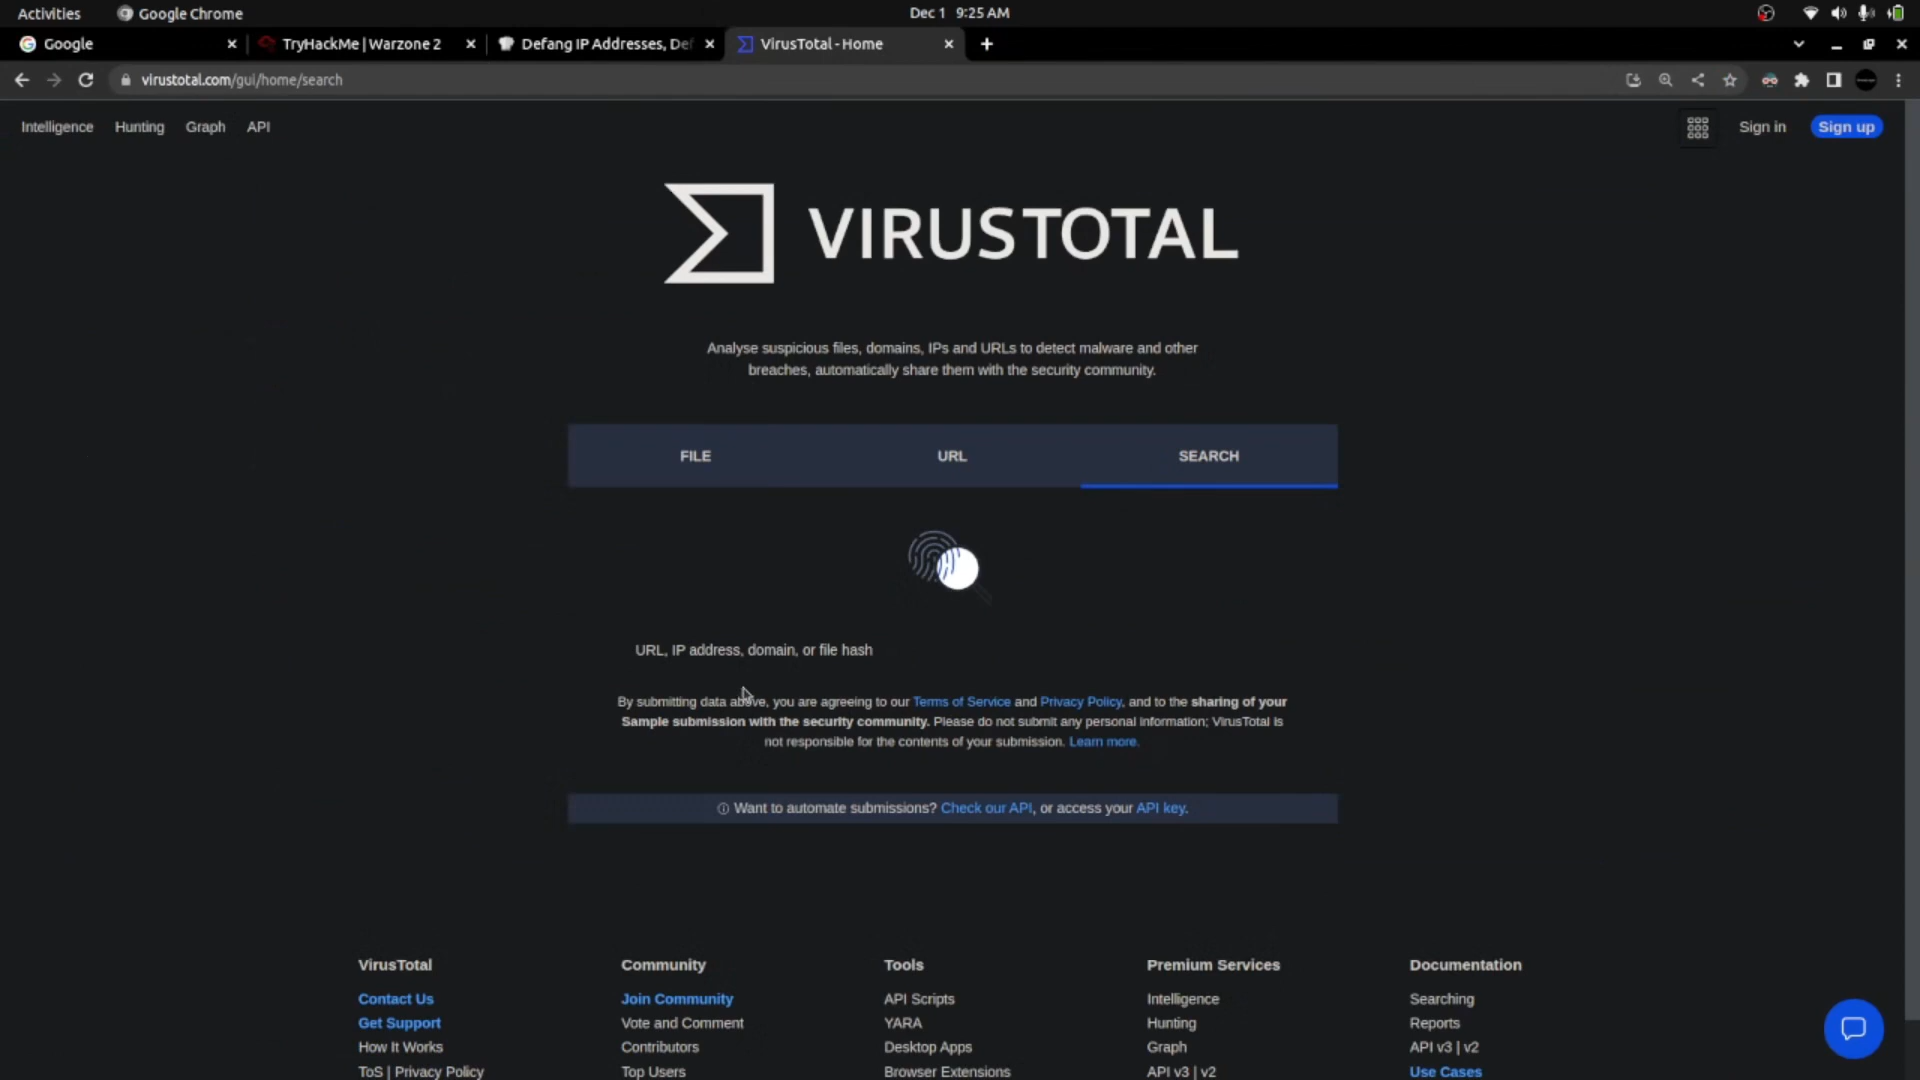 Activities
Google Chrome
Dec 1 9:25 AM
Google
TryHackMe | Warzone 2
Defang IP Addresses, Def
VirusTotal - Home
virustotal.com/gui/home/search
Intelligence
Hunting
Graph
API
Sign in
Sign up
VIRUSTOTAL
Analyse suspicious files, domains, IPs and URLs to detect malware and other
breaches, automatically share them with the security community.
FILE
URL
SEARCH
URL, IP address, domain, or file hash
By submitting data above, you are agreeing to our Terms of Service and Privacy Policy, and to the sharing of your
Sample submission with the security community. Please do not submit any personal information; VirusTotal is
not responsible for the contents of your submission. Learn more.
Want to automate submissions? Check our API, or access your API key.
VirusTotal
Contact Us
Get Support
How It Works
ToS | Privacy Policy
Community
Join Community
Vote and Comment
Contributors
Top Users
Tools
API Scripts
YARA
Desktop Apps
Browser Extensions
Premium Services
Intelligence
Hunting
Graph
API v3 | v2
Documentation
Searching
Reports
API v3 | v2
Use Cases